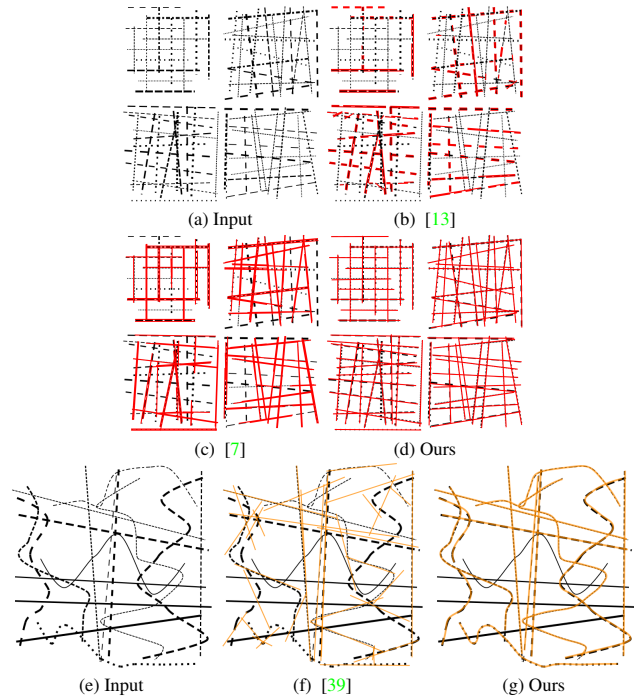 (a) Input
(b) [13]
(c) [7]
(d) Ours
(e) Input
(f) [39]
(g) Ours